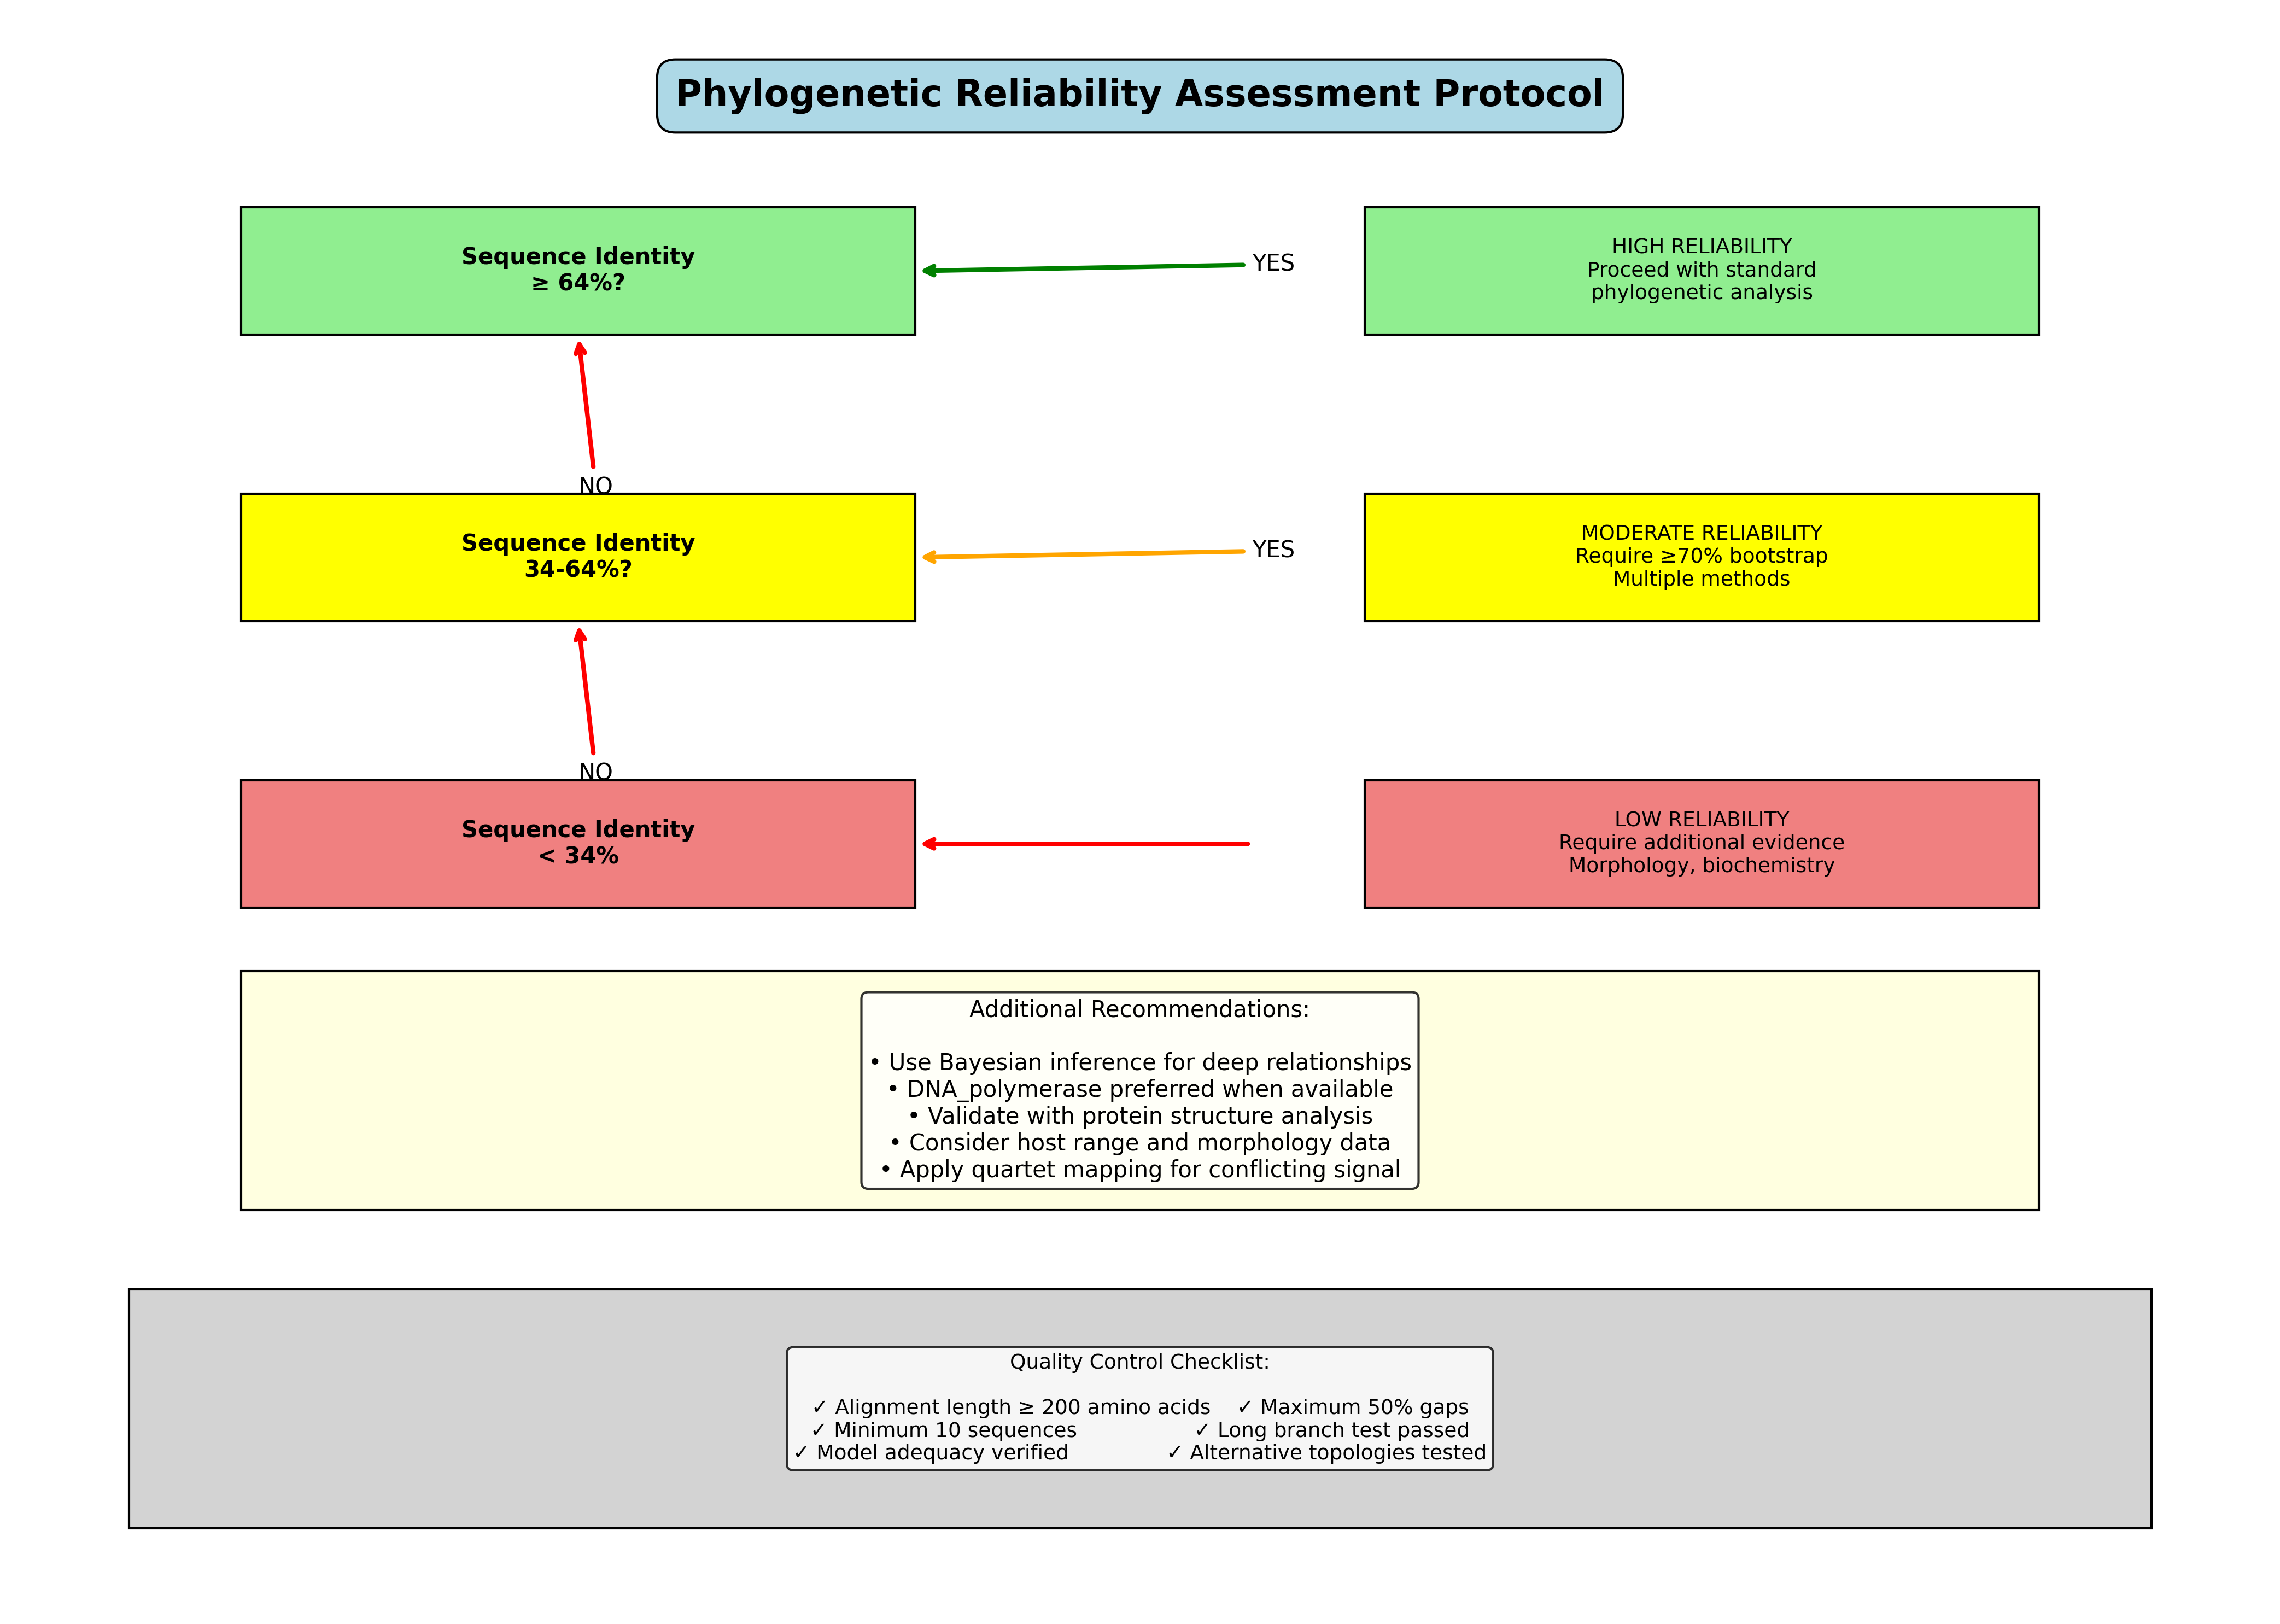 Phylogenetic Reliability Assessment Protocol
Sequence Identity
≥ 64%?
YES
HIGH RELIABILITY
Proceed with standard
phylogenetic analysis
NO
Sequence Identity
34-64%?
YES
MODERATE RELIABILITY
Require ≥70% bootstrap
Multiple methods
NO
Sequence Identity
< 34%
LOW RELIABILITY
Require additional evidence
Morphology, biochemistry
Additional Recommendations:
• Use Bayesian inference for deep relationships
• DNA_polymerase preferred when available
• Validate with protein structure analysis
• Consider host range and morphology data
• Apply quartet mapping for conflicting signal
Quality Control Checklist:
✓ Alignment length ≥ 200 amino acids ✓ Maximum 50% gaps
✓ Minimum 10 sequences ✓ Long branch test passed
✓ Model adequacy verified ✓ Alternative topologies tested